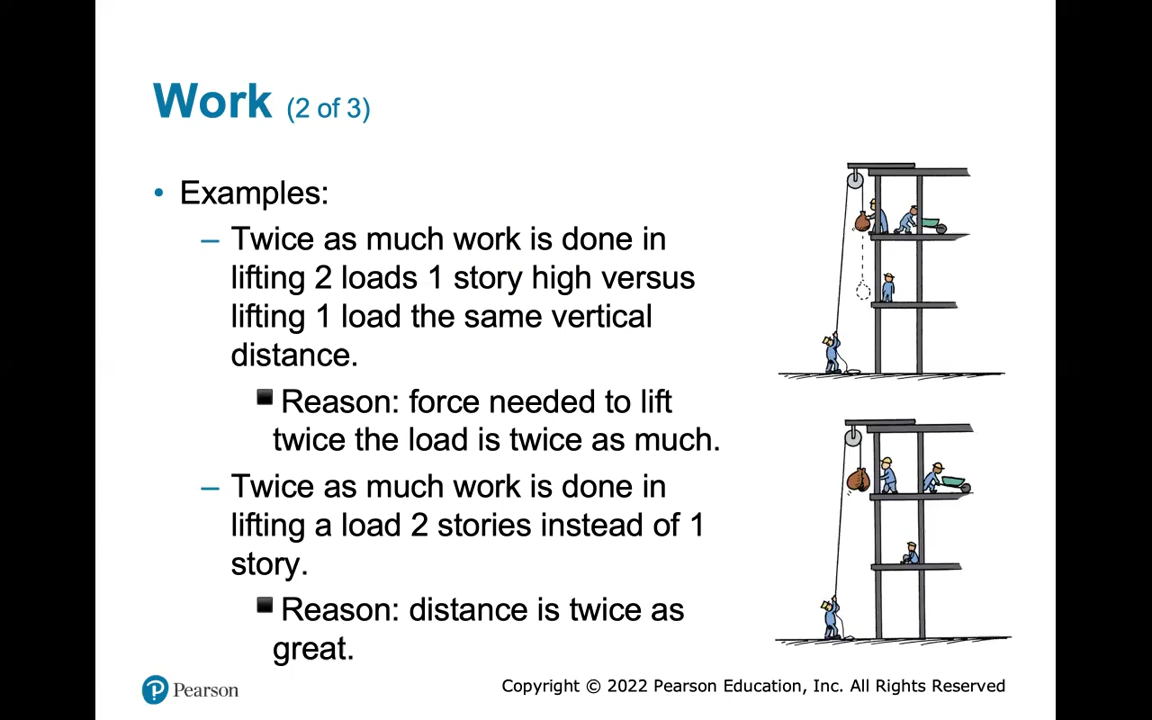 Work (2 of 3)
• Examples:
– Twice as much work is done in
lifting 2 loads 1 story high versus
lifting 1 load the same vertical
distance.
▪ Reason: force needed to lift
twice the load is twice as much.
– Twice as much work is done in
lifting a load 2 stories instead of 1
story.
▪ Reason: distance is twice as
great.
P Pearson
Copyright © 2022 Pearson Education, Inc. All Rights Reserved